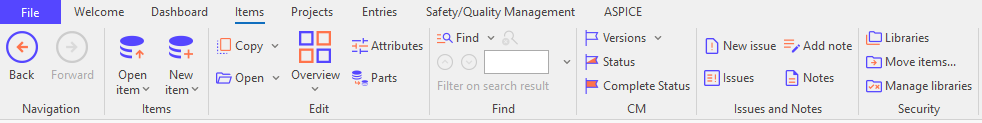 File Welcome Dashboard Items Projects Entries Safety/Quality Management ASPICE
Back
Forward
Navigation
Open item
New item
Items
Copy
Open
Overview
Attributes
Parts
Edit
Find
Filter on search result
Find
Versions
Status
Complete Status
CM
New issue
Add note
Issues
Notes
Issues and Notes
Libraries
Move items...
Manage libraries
Security